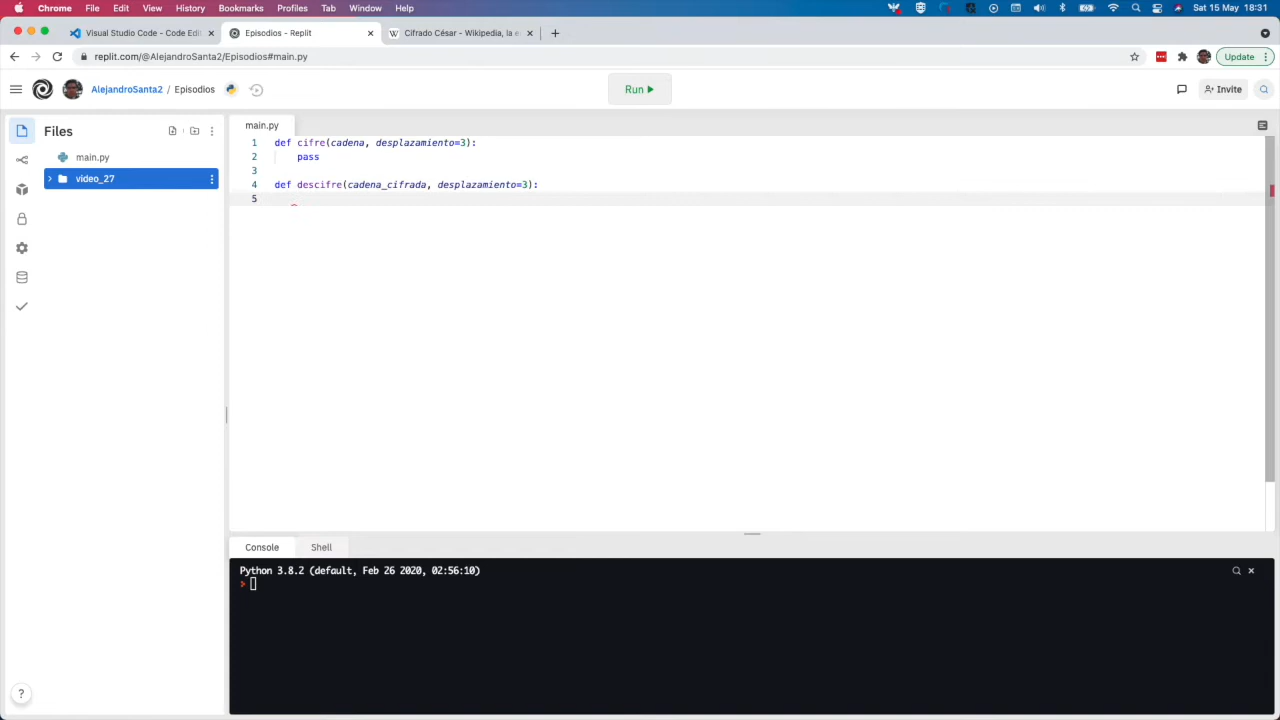 Chrome File Edit View History Bookmarks Profiles Tab Window Help Sat 15 May 18:31
Visual Studio Code - Code Edi Episodios - Replit Cifrado César - Wikipedia, la e
replit.com/@AlejandroSanta2/Episodios#main.py Update
AlejandroSanta2 / Episodios Run Invite
Files
main.py
video_27
main.py
1 def cifre(cadena, desplazamiento=3):
2 pass
3
4 def descifre(cadena_cifrada, desplazamiento=3):
5
Console Shell
Python 3.8.2 (default, Feb 26 2020, 02:56:10)
>
?